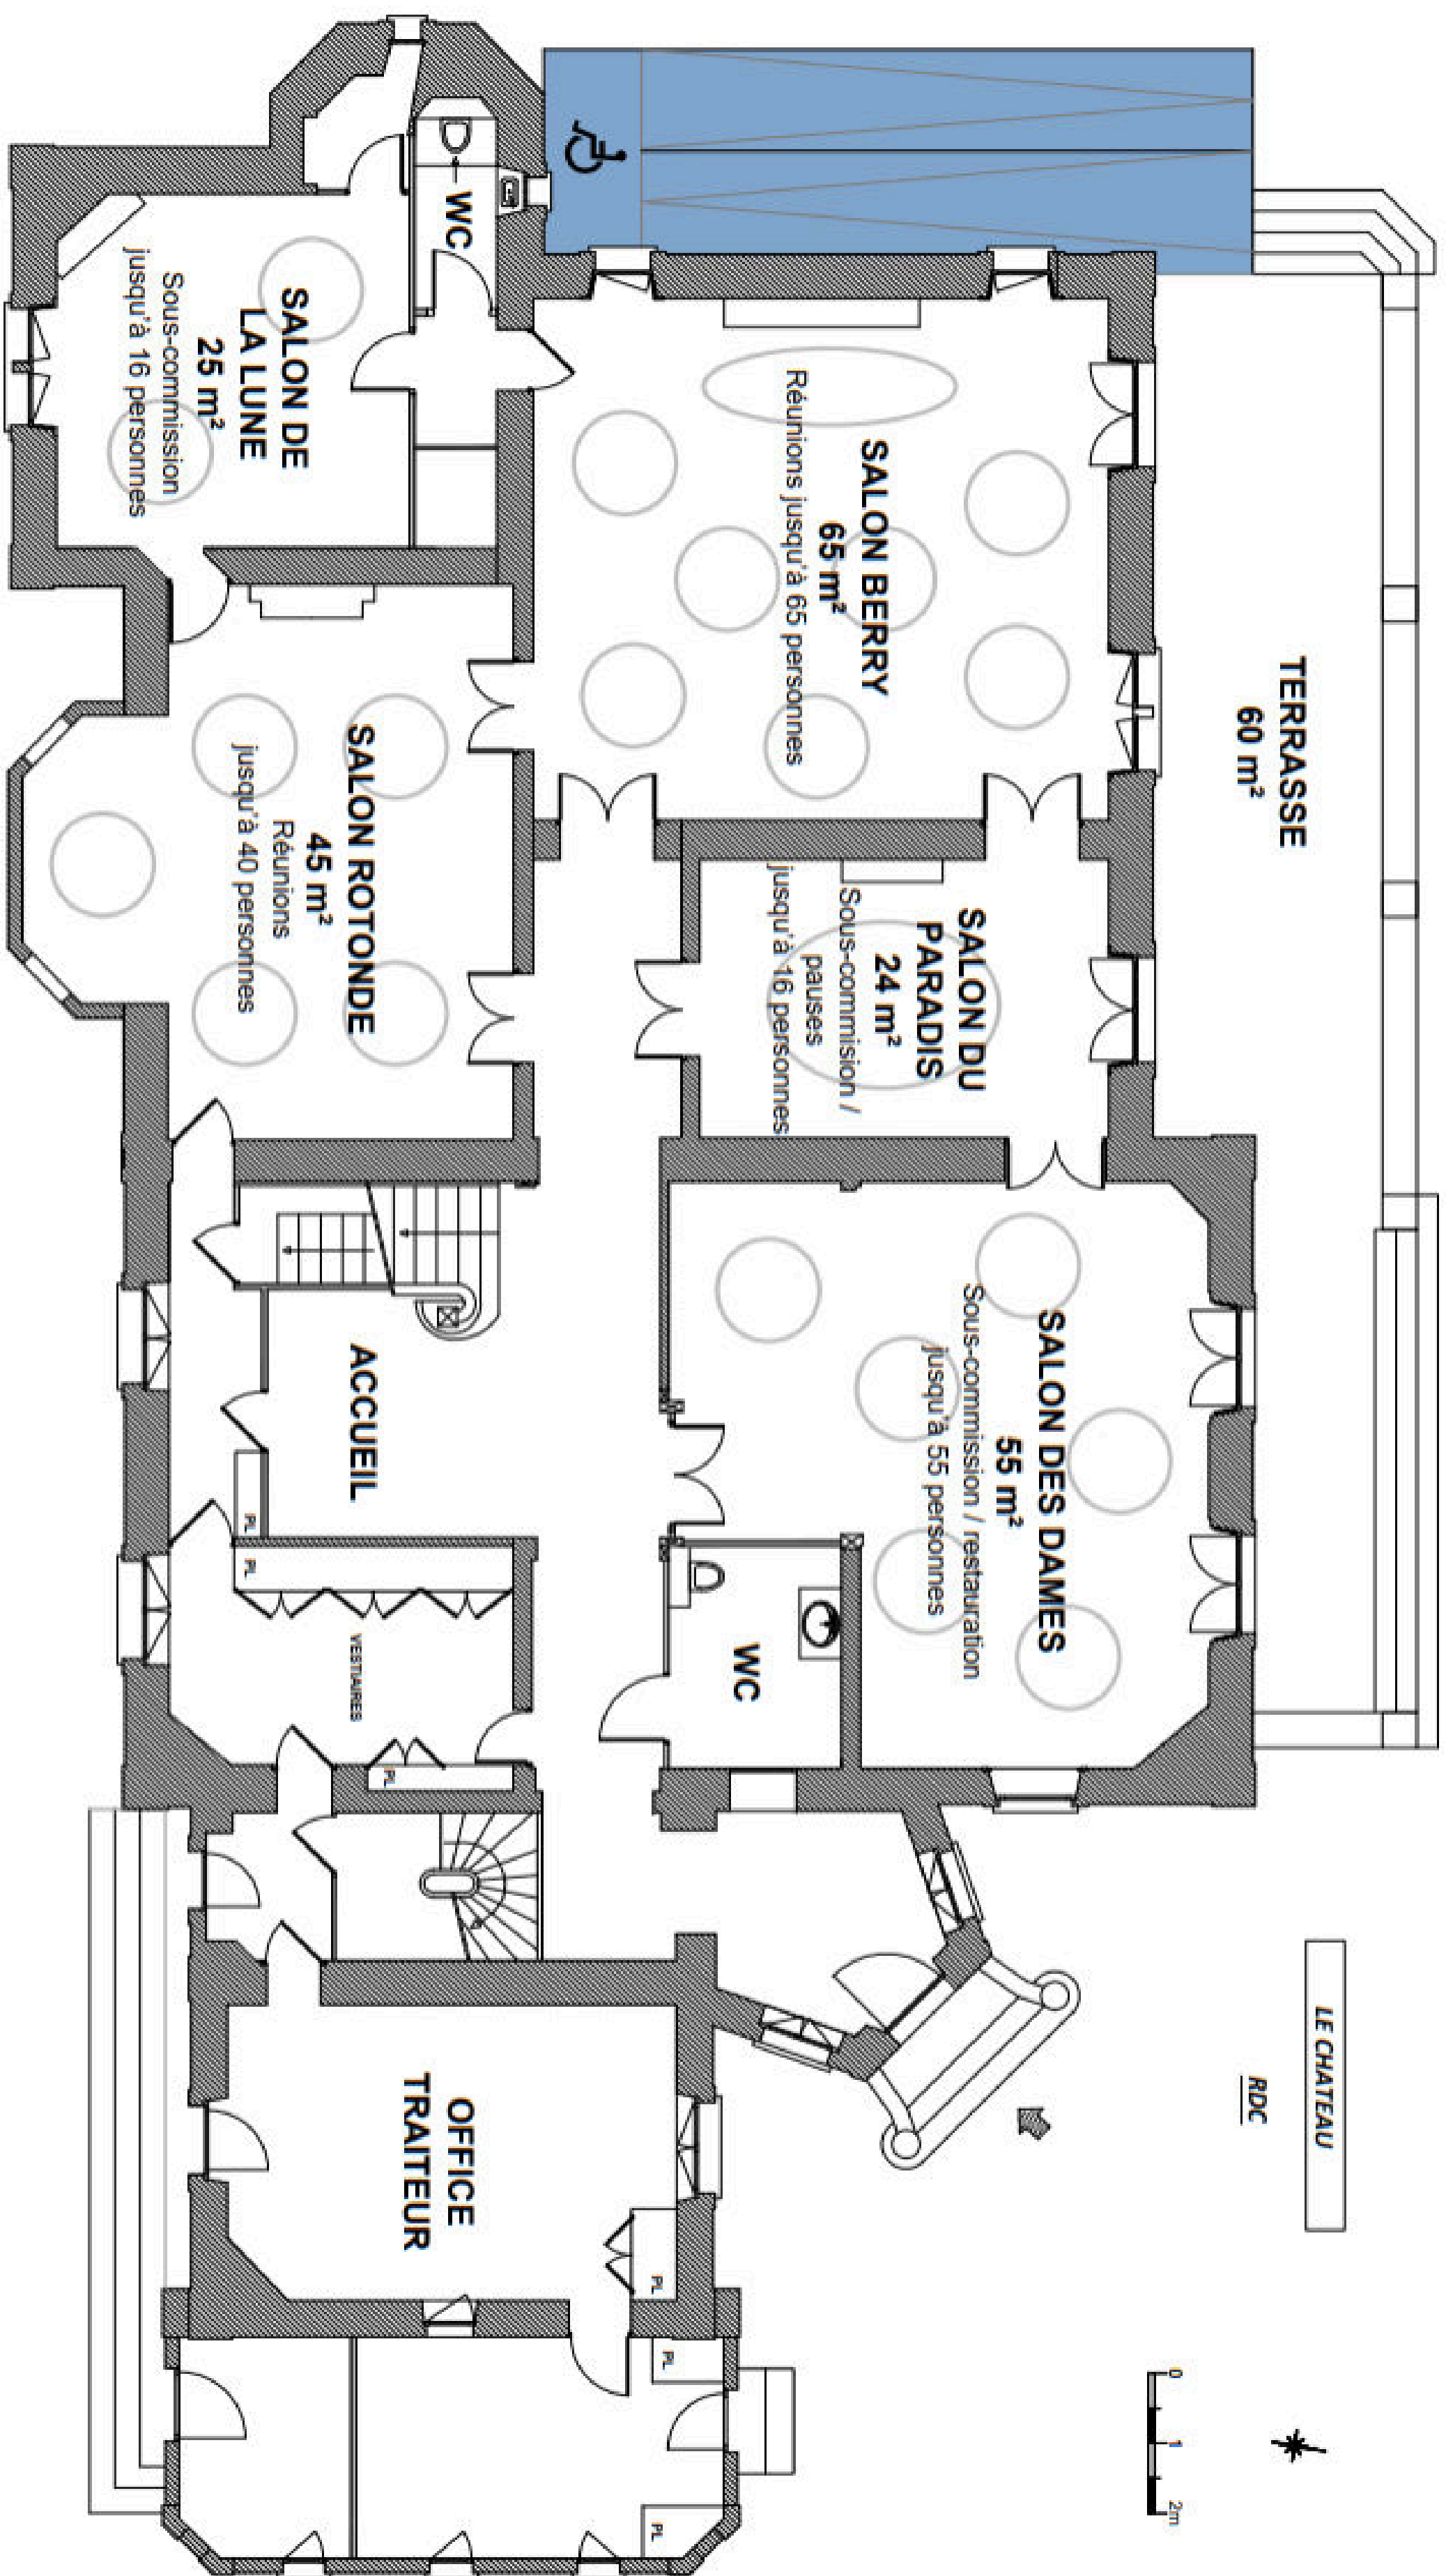 LE CHATEAU
RDC
0 1 2m
TERRASSE
60 m²
SALON BERRY
65 m²
Réunions jusqu'à 65 personnes
SALON DU
PARADIS
24 m²
Sous-commision /
pauses
jusqu'à 16 personnes
SALON DES DAMES
55 m²
Sous-commission / restauration
jusqu'à 55 personnes
WC
WC
SALON DE
LA LUNE
25 m²
Sous-commission
jusqu'à 16 personnes
SALON ROTONDE
45 m²
Réunions
jusqu'à 40 personnes
ACCUEIL
PL
PL
VESTIAIRES
PL
OFFICE
TRAITEUR
PL
PL
PL